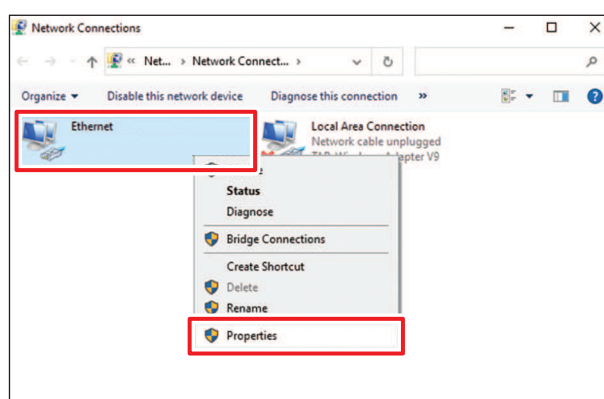 Network Connections
« Net... › Network Connect... ›
Organize Disable this network device Diagnose this connection »
Ethernet
Local Area Connection
Network cable unplugged
TAP-Windows Adapter V9
Status
Diagnose
Bridge Connections
Create Shortcut
Delete
Rename
Properties